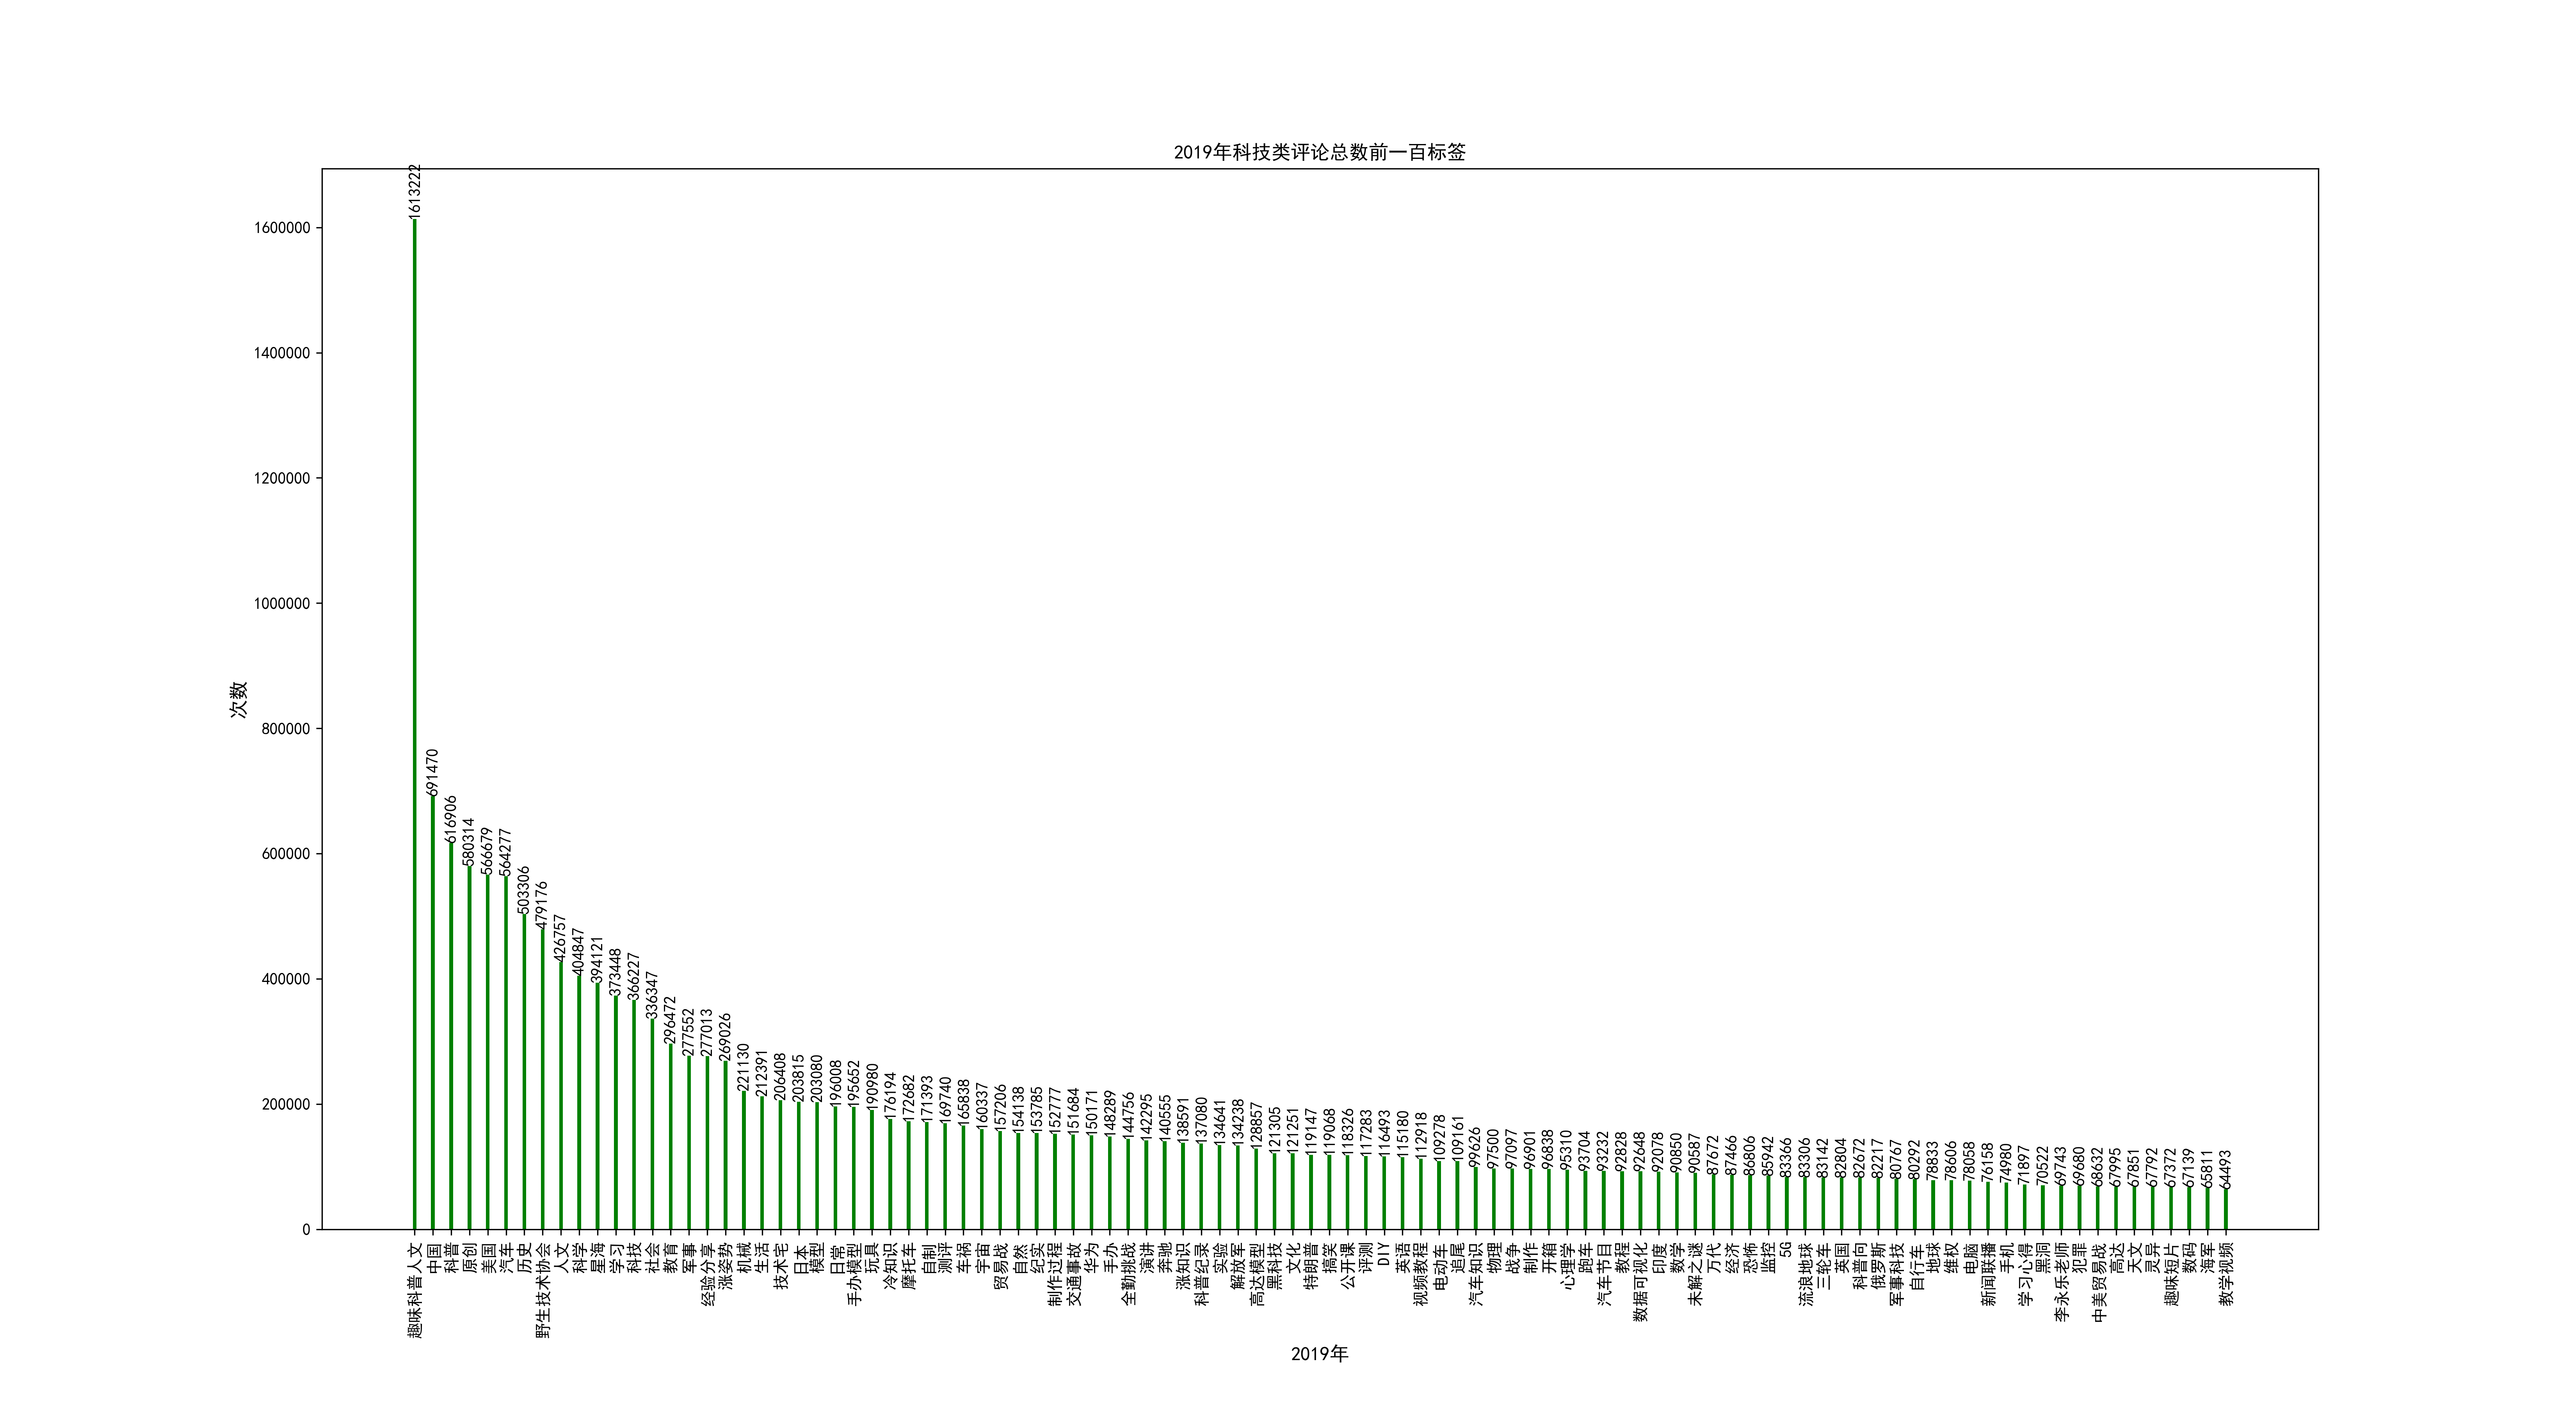 2019年科技类评论总数前一百标签
次数
1600000
1400000
1200000
1000000
800000
600000
400000
200000
0
1613222
691470
616906
580314
566679
564277
503306
479176
426757
404847
394121
373448
366227
336347
296472
277552
277013
269026
221130
212391
206408
203815
203080
196008
195652
190980
176194
172682
171393
169740
165838
160337
157206
154138
153785
152777
151684
150171
148289
144756
142295
140555
138591
137080
134641
134238
128857
121305
121251
119147
119068
118326
117283
116493
115180
112918
109278
109161
99626
97500
97097
96901
96838
95310
93704
93232
92828
92648
92078
90850
90587
87672
87466
86806
85942
83366
83306
83142
82804
82672
82217
80767
80292
78833
78606
78058
76158
74980
71897
70522
69743
69680
68632
67995
67851
67792
67372
67139
65811
64493
趣味科普人文
中国
科普
原创
美国
汽车
历史
野生技术协会
人文
科学
星海
学习
科技
社会
教育
军事
经验分享
涨姿势
机械
生活
技术宅
日本
模型
日常
手办模型
玩具
冷知识
摩托车
自制
测评
车祸
宇宙
贸易战
自然
纪实
制作过程
交通事故
华为
手办
全勤挑战
演讲
奔驰
涨知识
科普纪录
实验
解放军
高达模型
黑科技
文化
特朗普
搞笑
公开课
评测
DIY
英语
视频教程
电动车
追尾
汽车知识
物理
战争
制作
开箱
心理学
跑车
汽车节目
教程
数据可视化
印度
数学
未解之谜
万代
经济
恐怖
监控
5G
流浪地球
三轮车
英国
科普向
俄罗斯
军事科技
自行车
地球
维权
电脑
新闻联播
手机
学习心得
黑洞
李永乐老师
犯罪
中美贸易战
高达
天文
灵异
趣味短片
数码
海军
教学视频
2019年